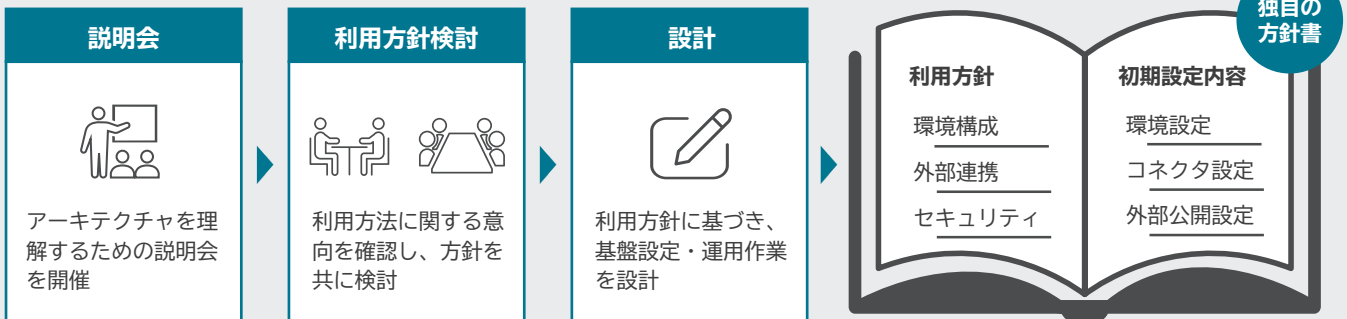 説明会
アーキテクチャを理
解するための説明会
を開催
利用方針検討
利用方法に関する意
向を確認し、方針を
共に検討
設計
利用方針に基づき、
基盤設定・運用作業
を設計
独自の
方針書
利用方針
環境構成
外部連携
セキュリティ
初期設定内容
環境設定
コネクタ設定
外部公開設定